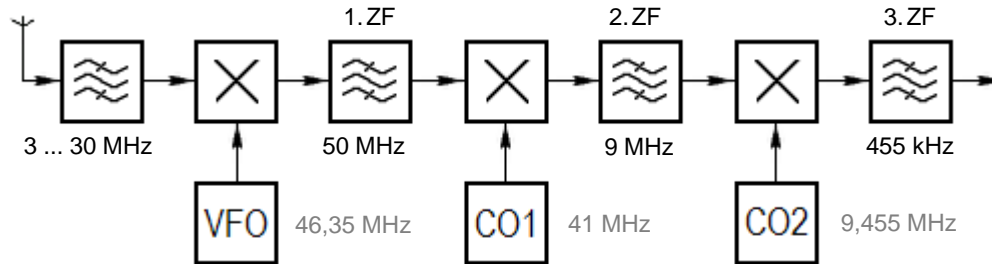 1. ZF 2. ZF 3. ZF
3 ... 30 MHz 50 MHz 9 MHz 455 kHz
VFO 46,35 MHz CO1 41 MHz CO2 9,455 MHz